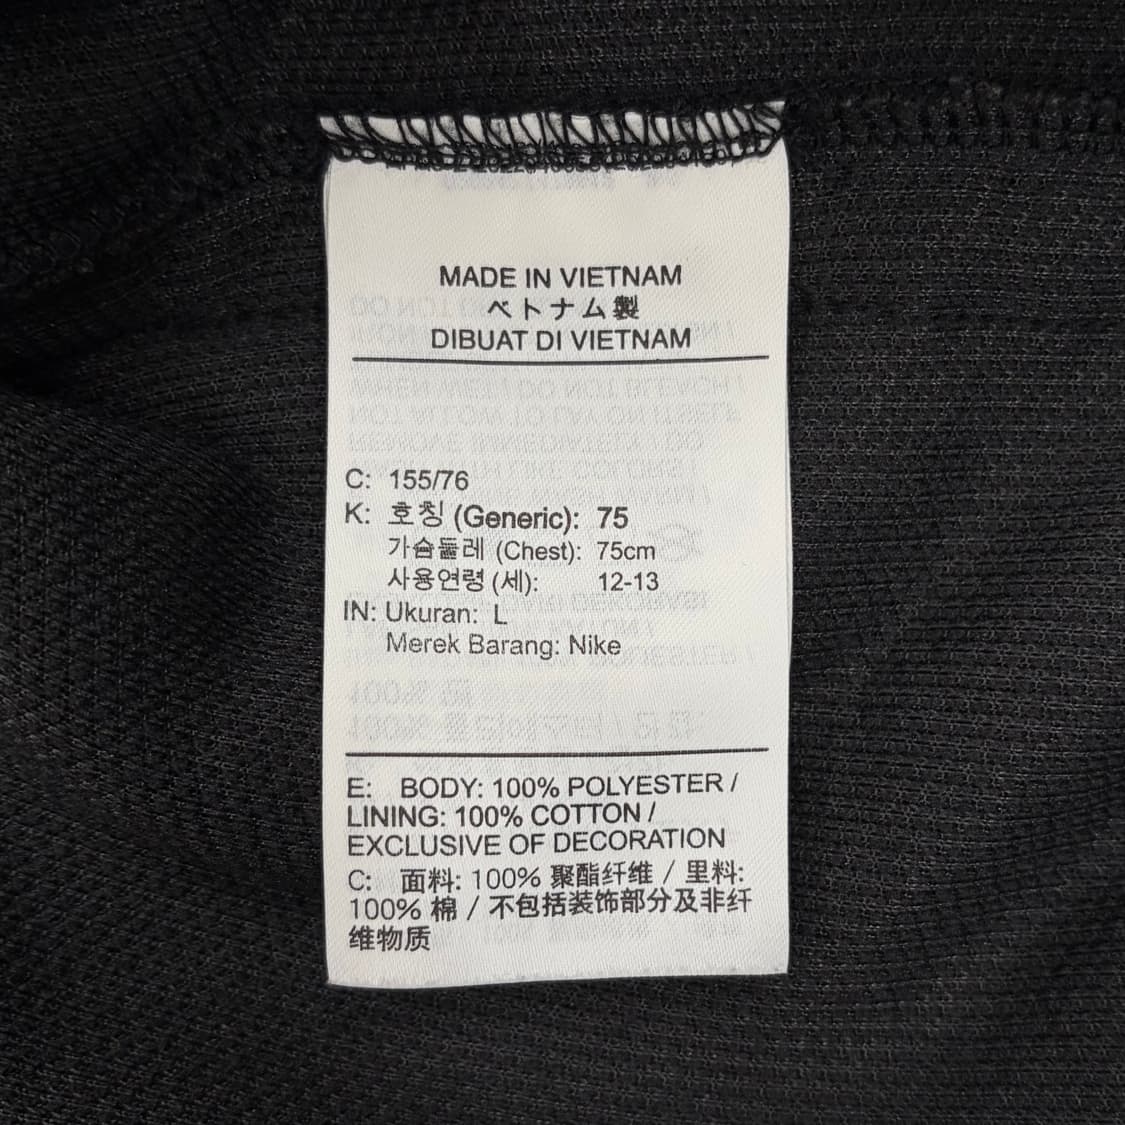 MADE IN VIETNAM
ベトナム製
DIBUAT DI VIETNAM
C: 155/76
K: 호칭 (Generic): 75
가슴둘레 (Chest): 75cm
사용연령 (세): 12-13
IN: Ukuran: L
Merek Barang: Nike
E: BODY: 100% POLYESTER /
LINING: 100% COTTON /
EXCLUSIVE OF DECORATION
C: 面料: 100% 聚酯纤维 / 里料:
100% 棉 / 不包括装饰部分及非纤
维物质